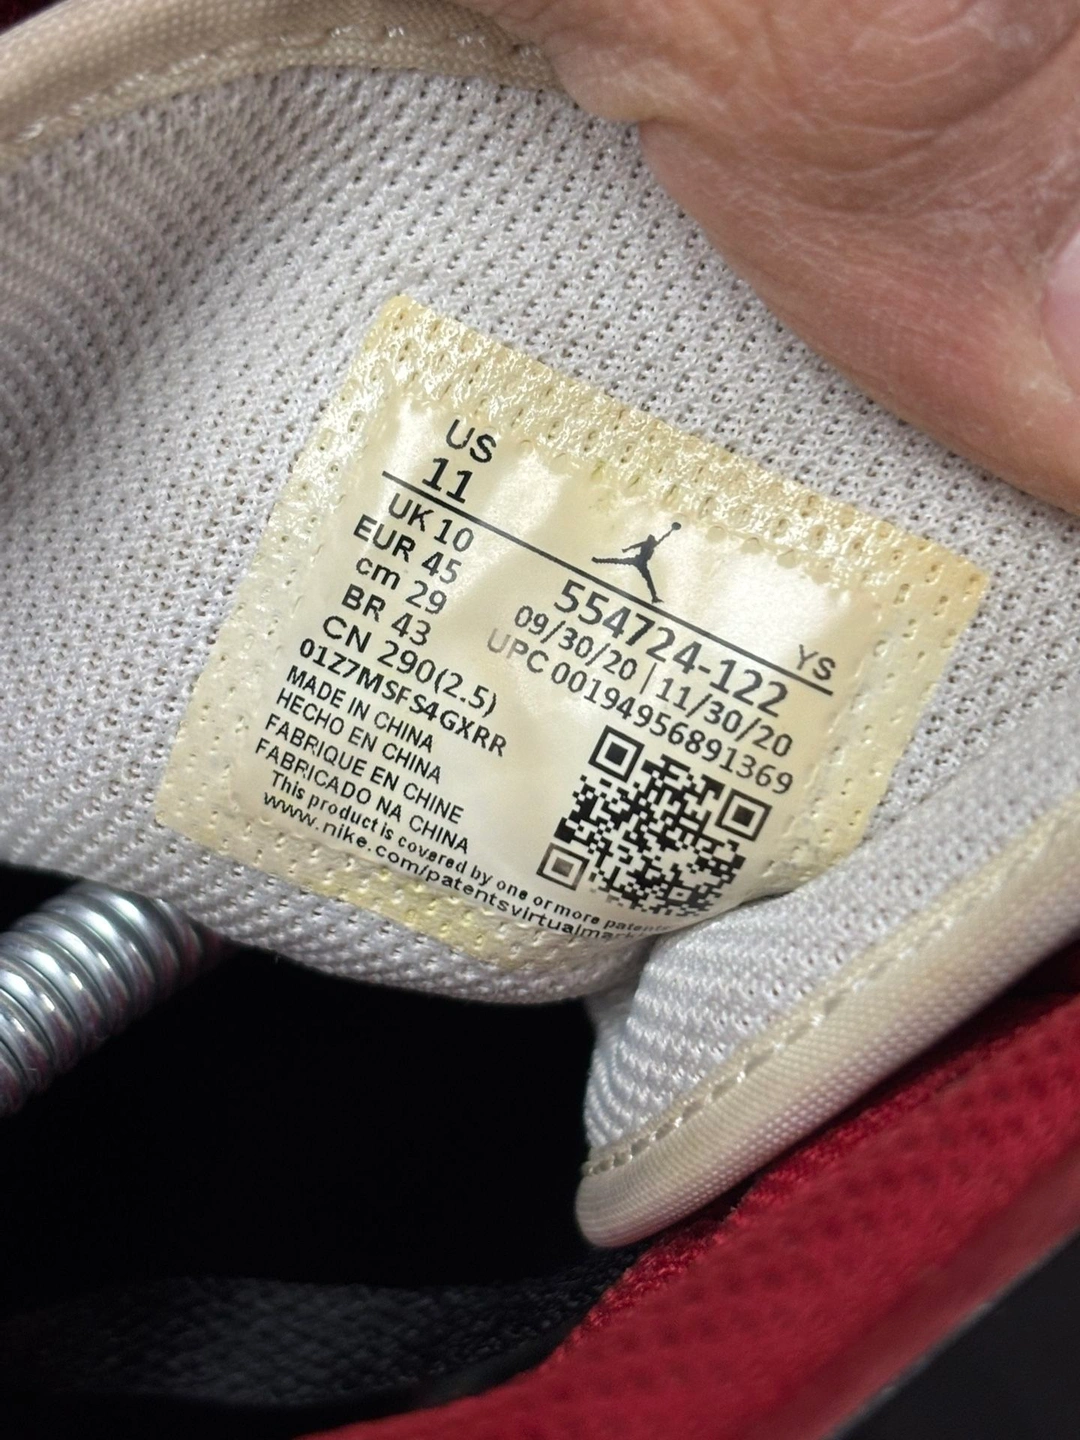 US
11
UK 10
EUR 45
cm 29
BR 43
CN 290(2.5)
01Z7MSFS4GXRR
MADE IN CHINA
HECHO EN CHINA
FABRIQUE EN CHINE
FABRICADO NA CHINA
This product is covered by one or more patents
www.nike.com/patentsvirtualmar
YS
554724-122
09/30/20 | 11/30/20
UPC 00194956891369